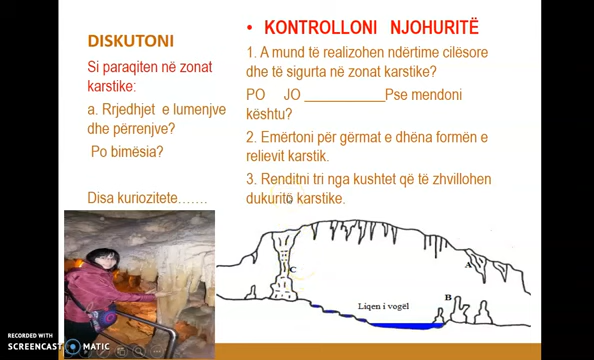 DISKUTONI
Si paraqiten në zonat
karstike:
a. Rrjedhjet e lumenjve
dhe përrenjve?
Po bimësia?
Disa kuriozitete.......
• KONTROLLONI NJOHURITË
1. A mund të realizohen ndërtime cilësore
dhe të sigurta në zonat karstike?
PO JO ___________Pse mendoni
kështu?
2. Emërtoni për gërmat e dhëna formën e
relievit karstik.
3. Renditni tri nga kushtet që të zhvillohen
dukuritë karstike.
A
C
B
Liqen i vogël
RECORDED WITH
SCREENCAST MATIC